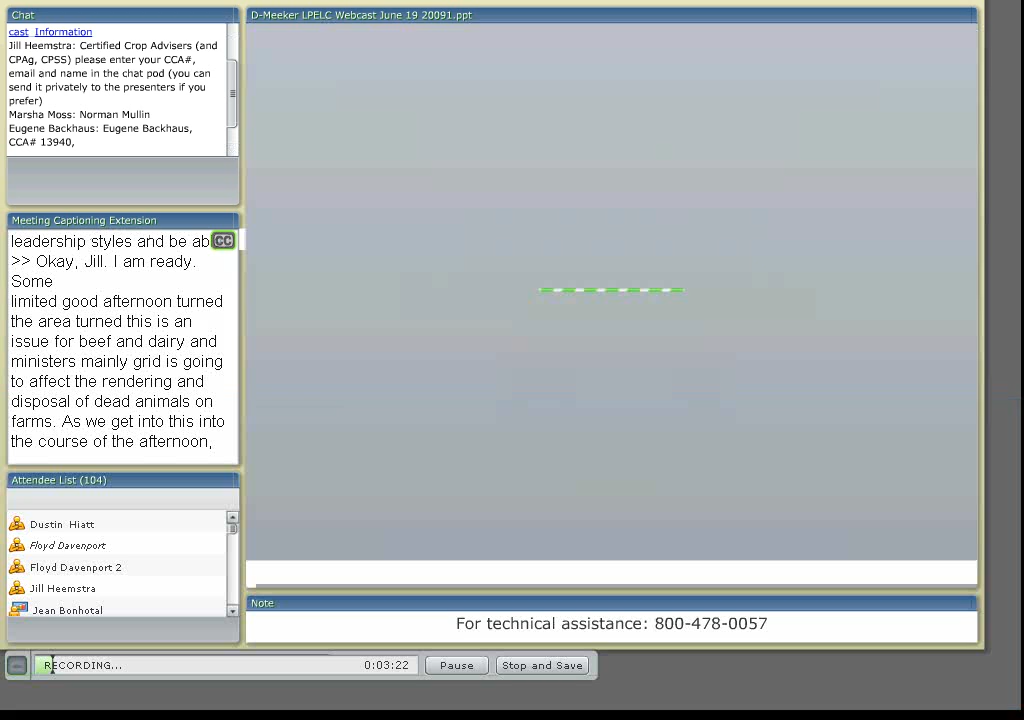 Chat
cast Information
Jill Heemstra: Certified Crop Advisers (and
CPAg, CPSS) please enter your CCA#,
email and name in the chat pod (you can
send it privately to the presenters if you
prefer)
Marsha Moss: Norman Mullin
Eugene Backhaus: Eugene Backhaus,
CCA# 13940,
Meeting Captioning Extension
leadership styles and be ab
CC
>> Okay, Jill. I am ready.
Some
limited good afternoon turned
the area turned this is an
issue for beef and dairy and
ministers mainly grid is going
to affect the rendering and
disposal of dead animals on
farms. As we get into this into
the course of the afternoon,
Attendee List (104)
Dustin Hiatt
Floyd Davenport
Floyd Davenport 2
Jill Heemstra
Jean Bonhotal
D-Meeker LPELC Webcast June 19 20091.ppt
Note
For technical assistance: 800-478-0057
RECORDING... 0:03:22 Pause Stop and Save